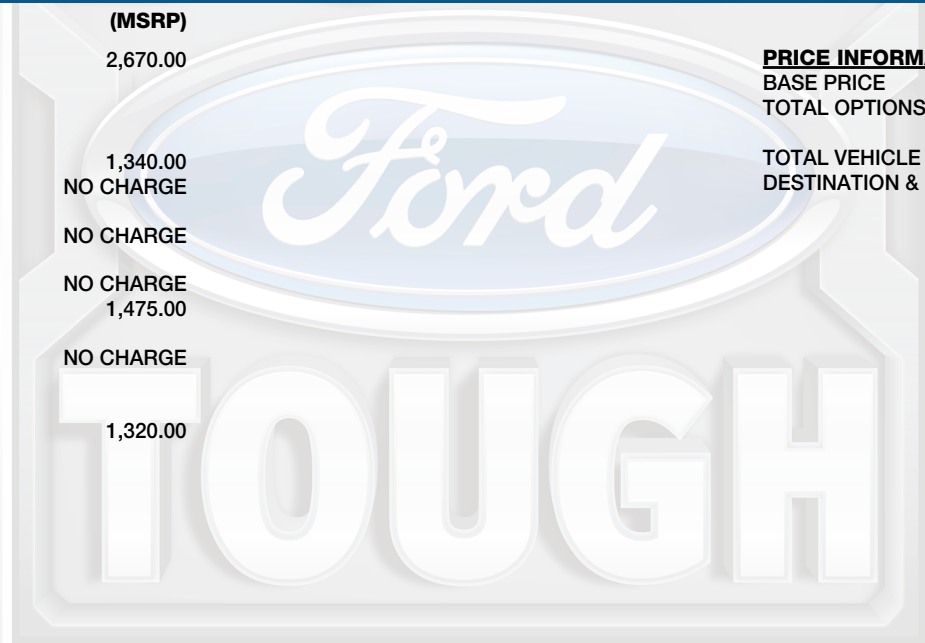 (MSRP)
2,670.00
1,340.00
NO CHARGE
NO CHARGE
NO CHARGE
1,475.00
NO CHARGE
1,320.00
PRICE INFORMA
BASE PRICE
TOTAL OPTIONS
TOTAL VEHICLE
DESTINATION &
Ford
TOUGH